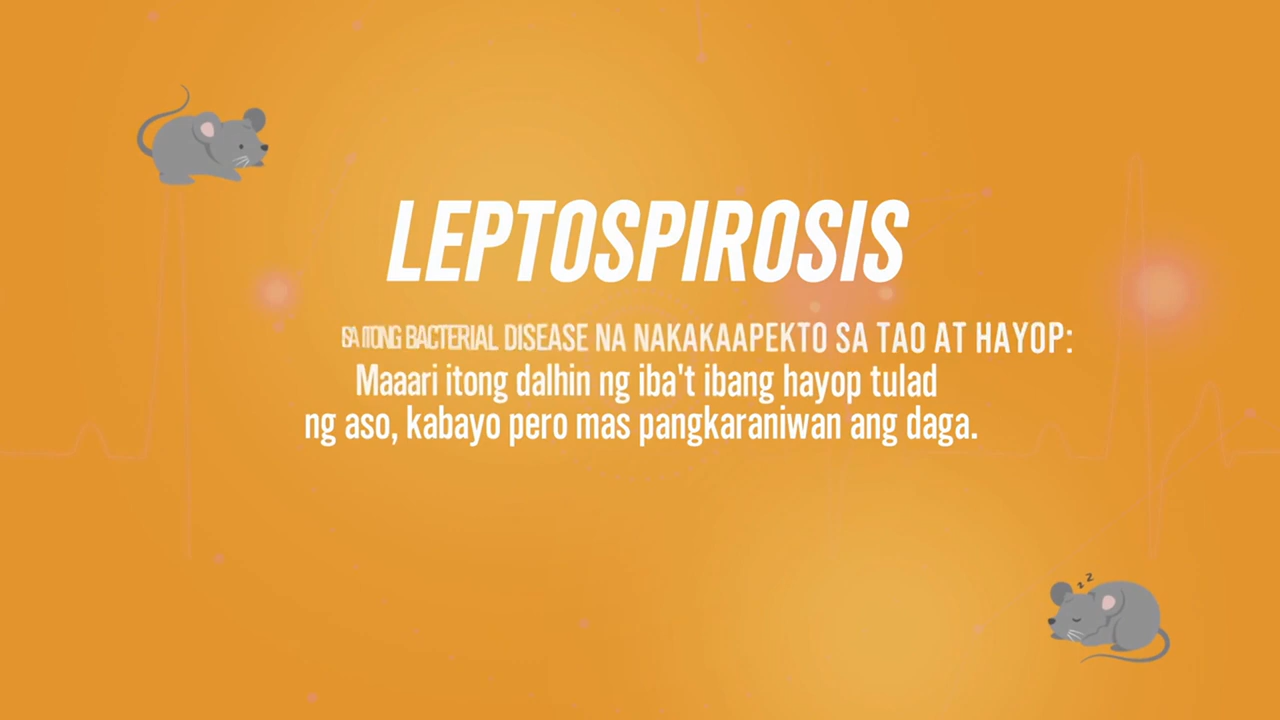 LEPTOSPIROSIS
ISA ITONG BACTERIAL DISEASE NA NAKAKAAPEKTO SA TAO AT HAYOP:
Maaari itong dalhin ng iba't ibang hayop tulad
ng aso, kabayo pero mas pangkaraniwan ang daga.
z z